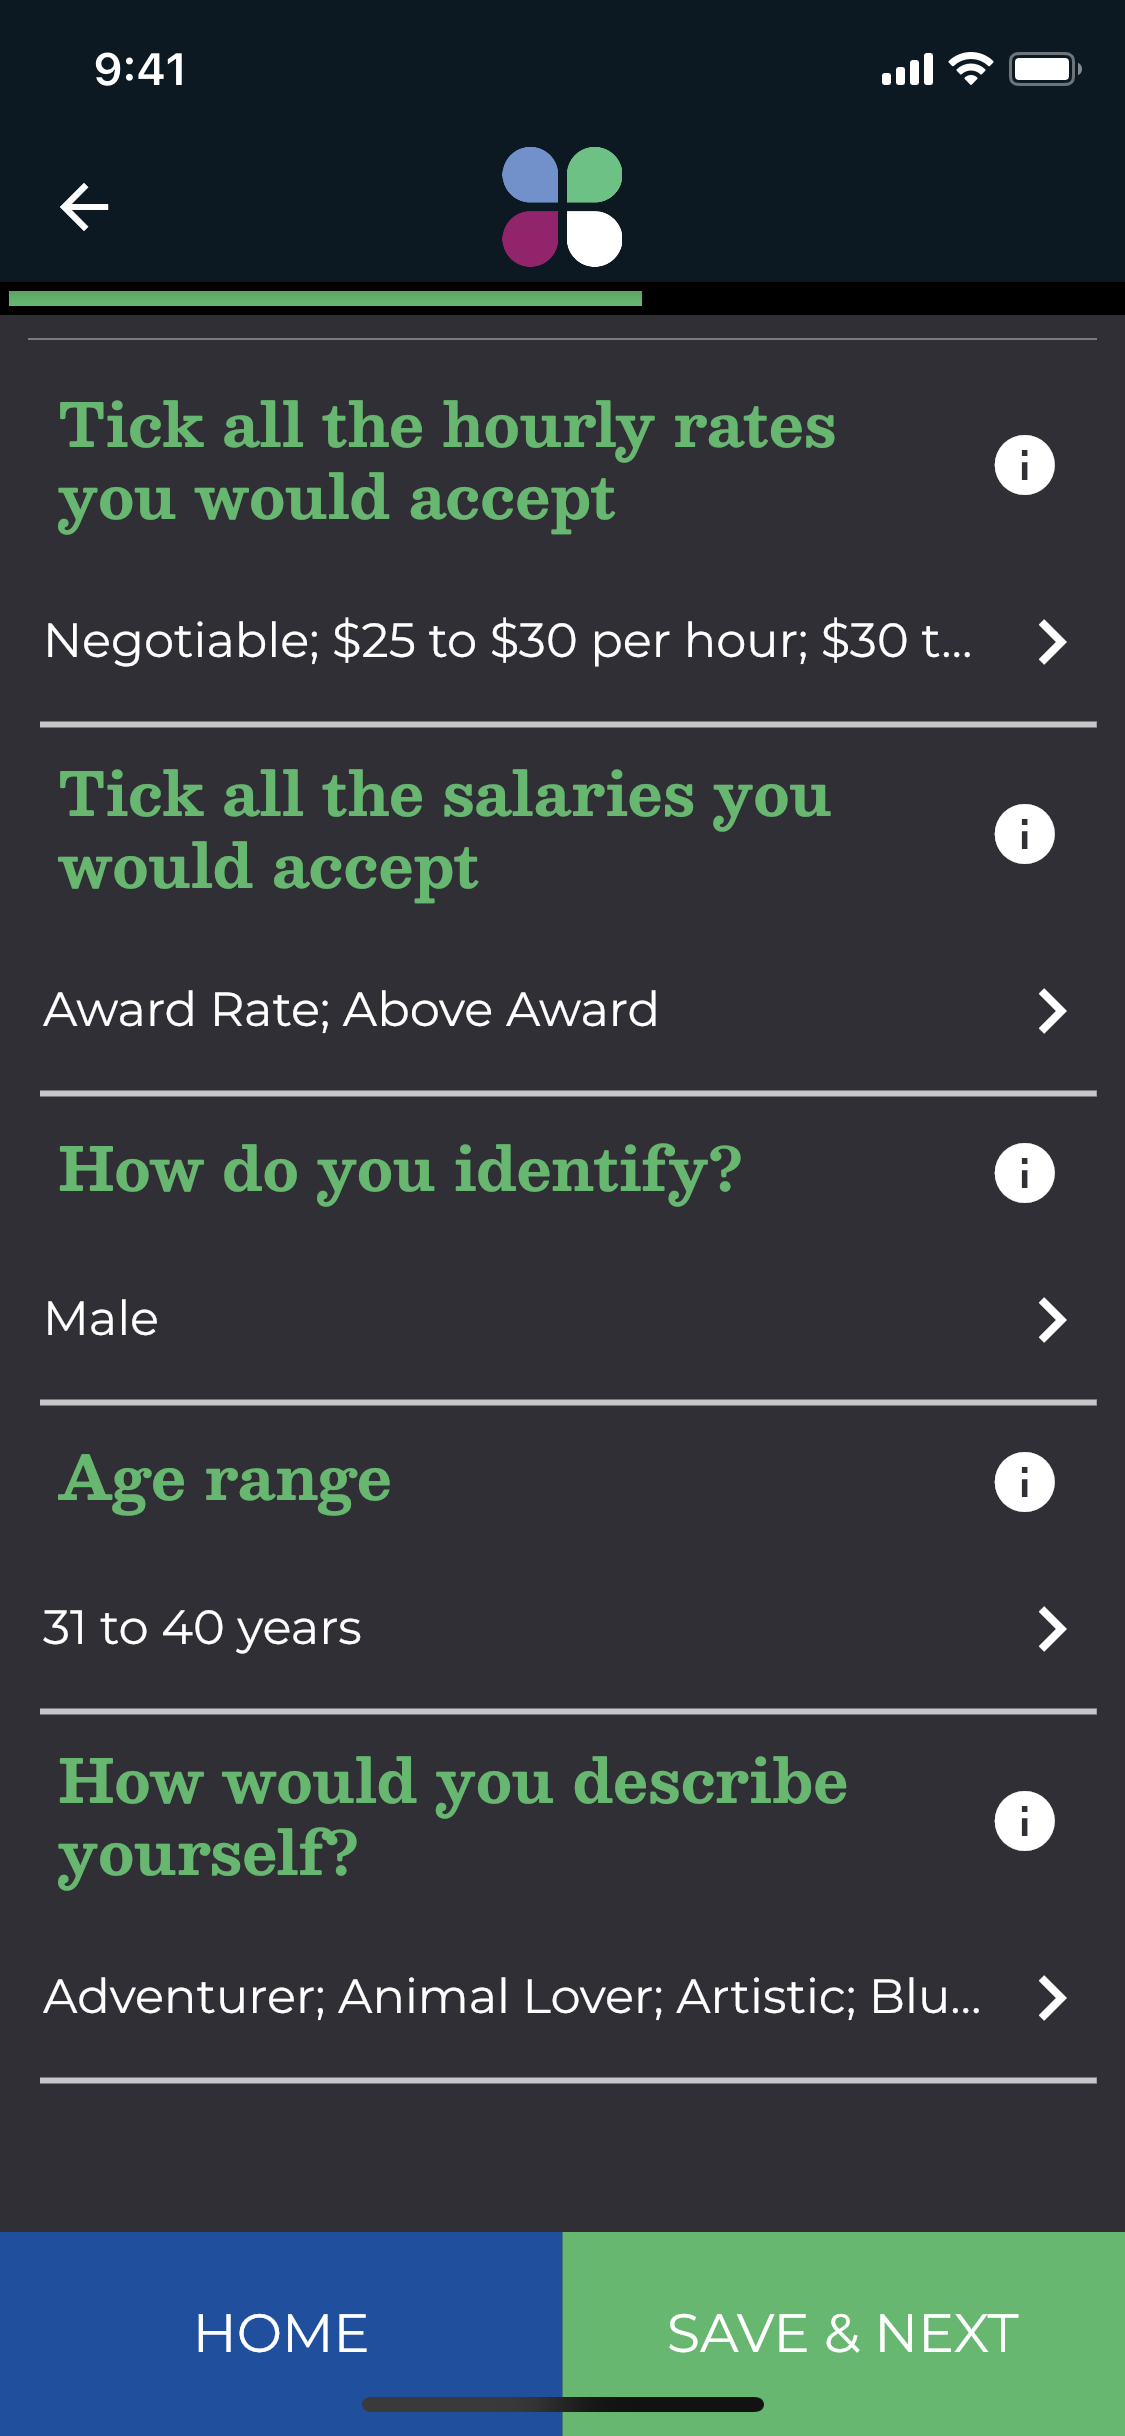 9:41
Tick all the hourly rates
you would accept
Negotiable; $25 to $30 per hour; $30 t...
Tick all the salaries you
would accept
Award Rate; Above Award
How do you identify?
Male
Age range
31 to 40 years
How would you describe
yourself?
Adventurer; Animal Lover; Artistic; Blu...
HOME
SAVE & NEXT